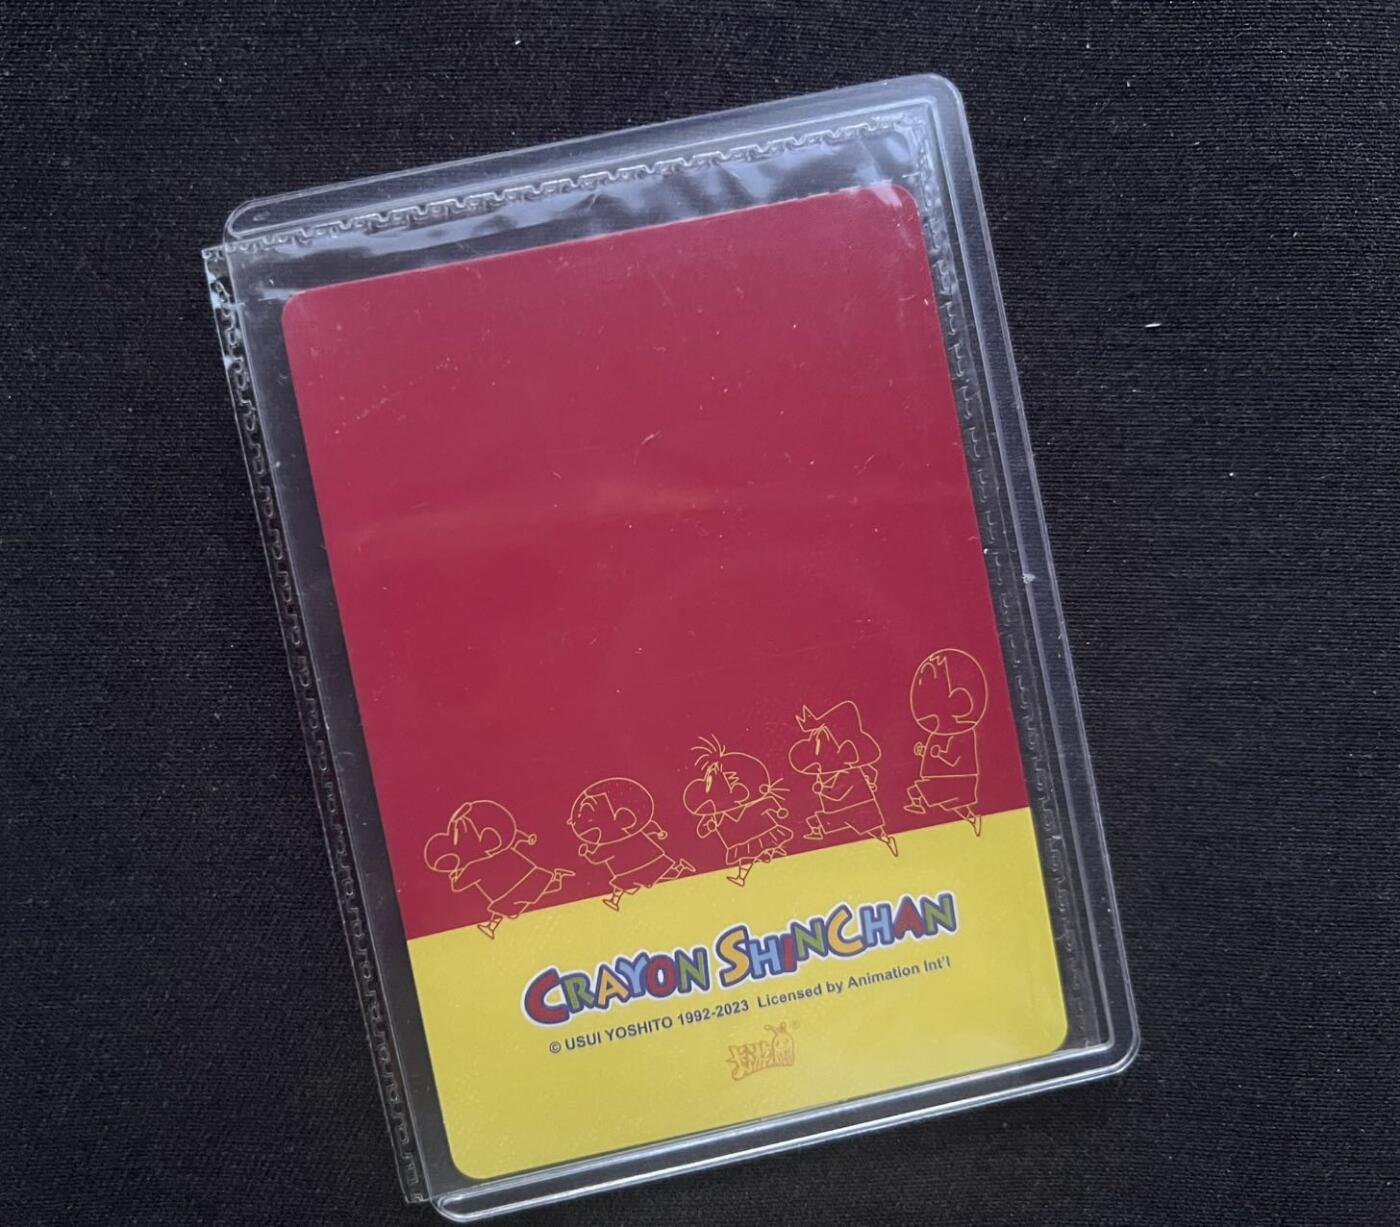 CRAYON SHINCHAN
© USUI YOSHITO 1992-2023 Licensed by Animation Int'l